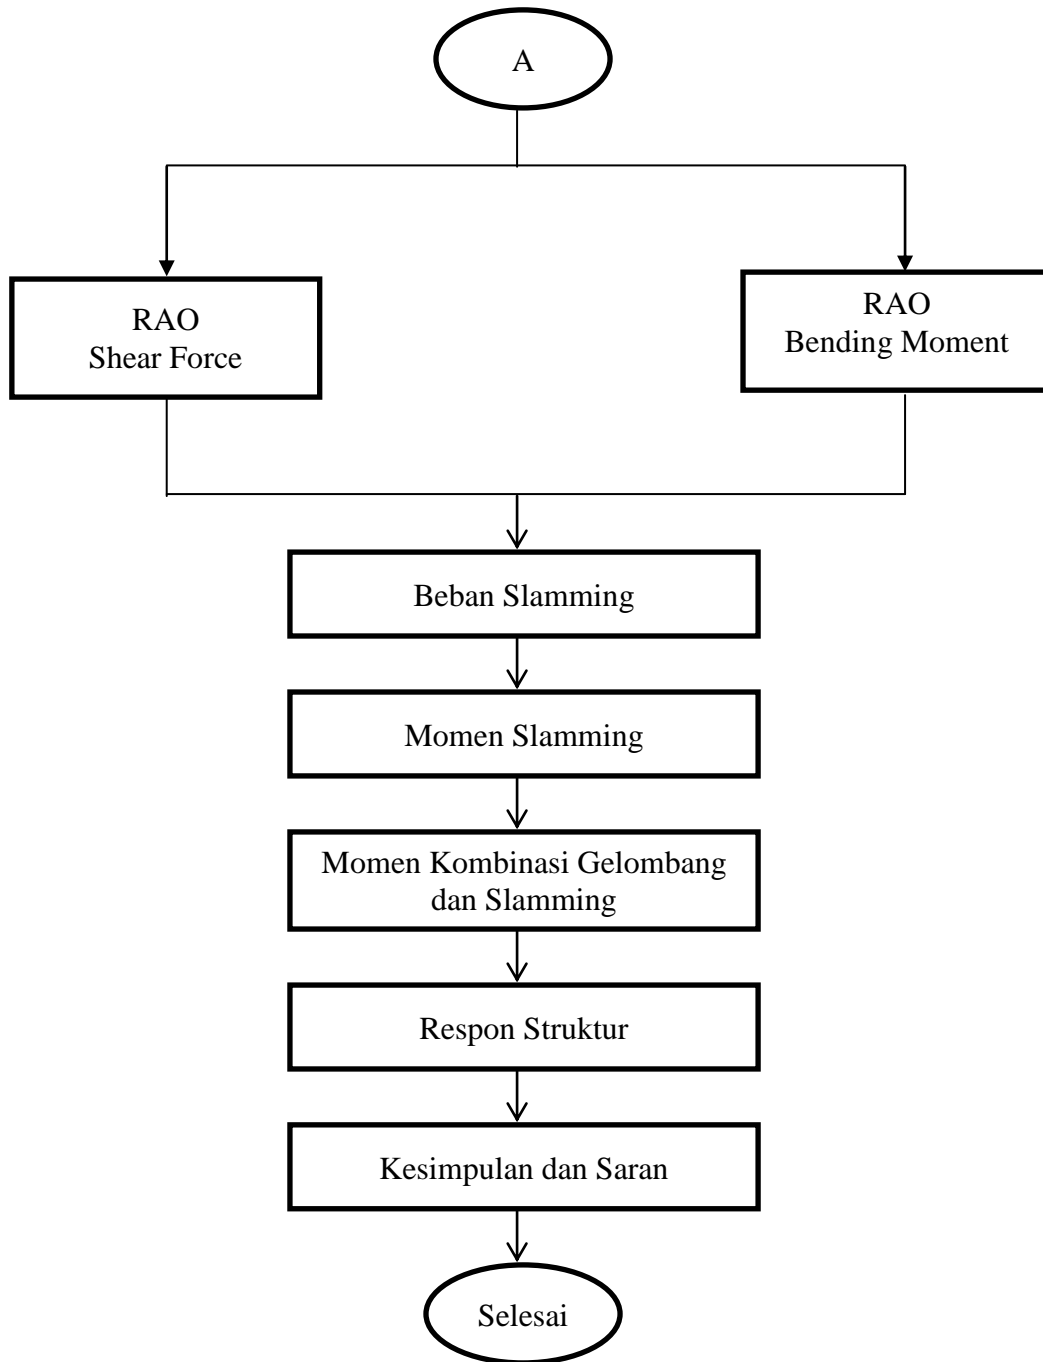 A
RAO
Shear Force
RAO
Bending Moment
Beban Slamming
Momen Slamming
Momen Kombinasi Gelombang
dan Slamming
Respon Struktur
Kesimpulan dan Saran
Selesai